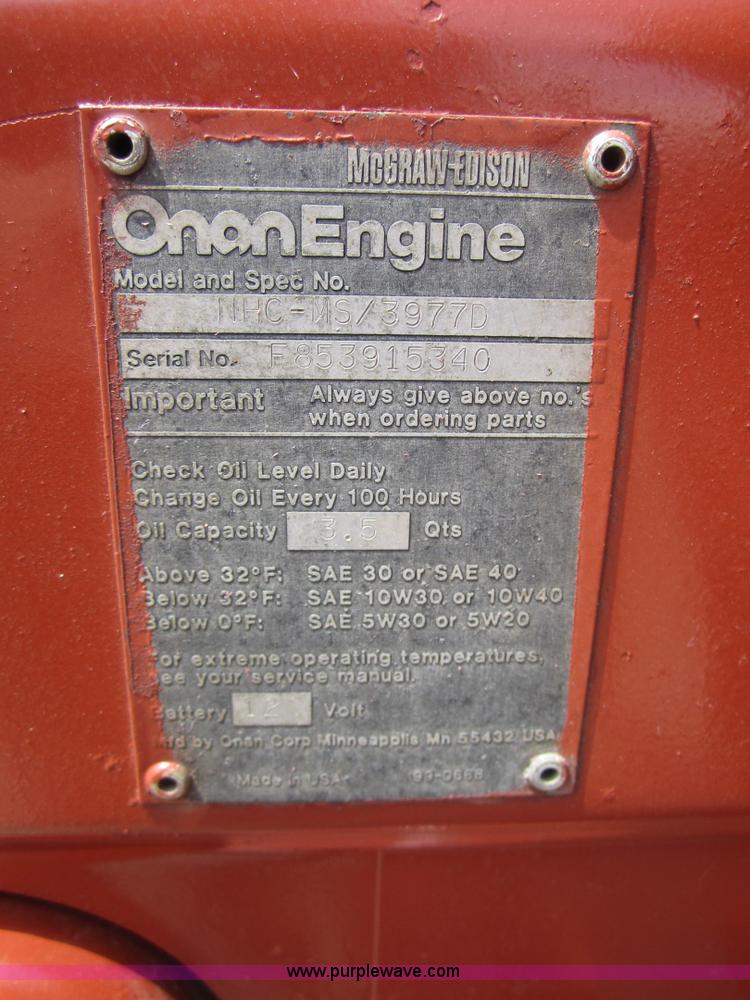 McGRAW-EDISON
Onan Engine
Model and Spec No.
NHC-MS/3977D
Serial No. F853915340
Important Always give above no.'s
when ordering parts
Check Oil Level Daily
Change Oil Every 100 Hours
Oil Capacity 3.5 Qts
Above 32°F: SAE 30 or SAE 40
Below 32°F: SAE 10W30 or 10W40
Below 0°F: SAE 5W30 or 5W20
For extreme operating temperatures,
see your service manual.
Battery 12 Volt
Mfd by Onan Corp Minneapolis Mn 55432 USA
Made in USA
www.purplewave.com